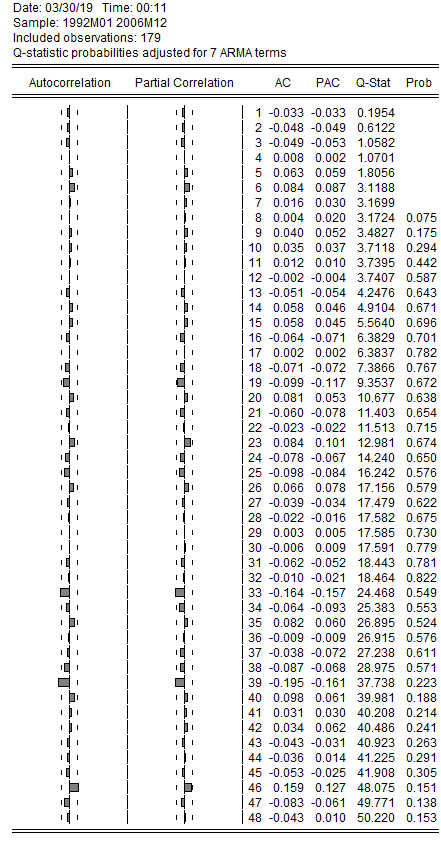 Date: 03/30/19 Time: 00:11
Sample: 1992M01 2006M12
Included observations: 179
Q-statistic probabilities adjusted for 7 ARMA terms
Autocorrelation Partial Correlation AC PAC Q-Stat Prob
1 -0.033 -0.033 0.1954
2 -0.048 -0.049 0.6122
3 -0.049 -0.053 1.0582
4 0.008 0.002 1.0701
5 0.063 0.059 1.8056
6 0.084 0.087 3.1188
7 0.016 0.030 3.1699
8 0.004 0.020 3.1724 0.075
9 0.040 0.052 3.4827 0.175
10 0.035 0.037 3.7118 0.294
11 0.012 0.010 3.7395 0.442
12 -0.002 -0.004 3.7407 0.587
13 -0.051 -0.054 4.2476 0.643
14 0.058 0.046 4.9104 0.671
15 0.058 0.045 5.5640 0.696
16 -0.064 -0.071 6.3829 0.701
17 0.002 0.002 6.3837 0.782
18 -0.071 -0.072 7.3866 0.767
19 -0.099 -0.117 9.3537 0.672
20 0.081 0.053 10.677 0.638
21 -0.060 -0.078 11.403 0.654
22 -0.023 -0.022 11.513 0.715
23 0.084 0.101 12.981 0.674
24 -0.078 -0.067 14.240 0.650
25 -0.098 -0.084 16.242 0.576
26 0.066 0.078 17.156 0.579
27 -0.039 -0.034 17.479 0.622
28 -0.022 -0.016 17.582 0.675
29 0.003 0.005 17.585 0.730
30 -0.006 0.009 17.591 0.779
31 -0.062 -0.052 18.443 0.781
32 -0.010 -0.021 18.464 0.822
33 -0.164 -0.157 24.468 0.549
34 -0.064 -0.093 25.383 0.553
35 0.082 0.060 26.895 0.524
36 -0.009 -0.009 26.915 0.576
37 -0.038 -0.072 27.238 0.611
38 -0.087 -0.068 28.975 0.571
39 -0.195 -0.161 37.738 0.223
40 0.098 0.061 39.981 0.188
41 0.031 0.030 40.208 0.214
42 0.034 0.062 40.486 0.241
43 -0.043 -0.031 40.923 0.263
44 -0.036 0.014 41.225 0.291
45 -0.053 -0.025 41.908 0.305
46 0.159 0.127 48.075 0.151
47 -0.083 -0.061 49.771 0.138
48 -0.043 0.010 50.220 0.153